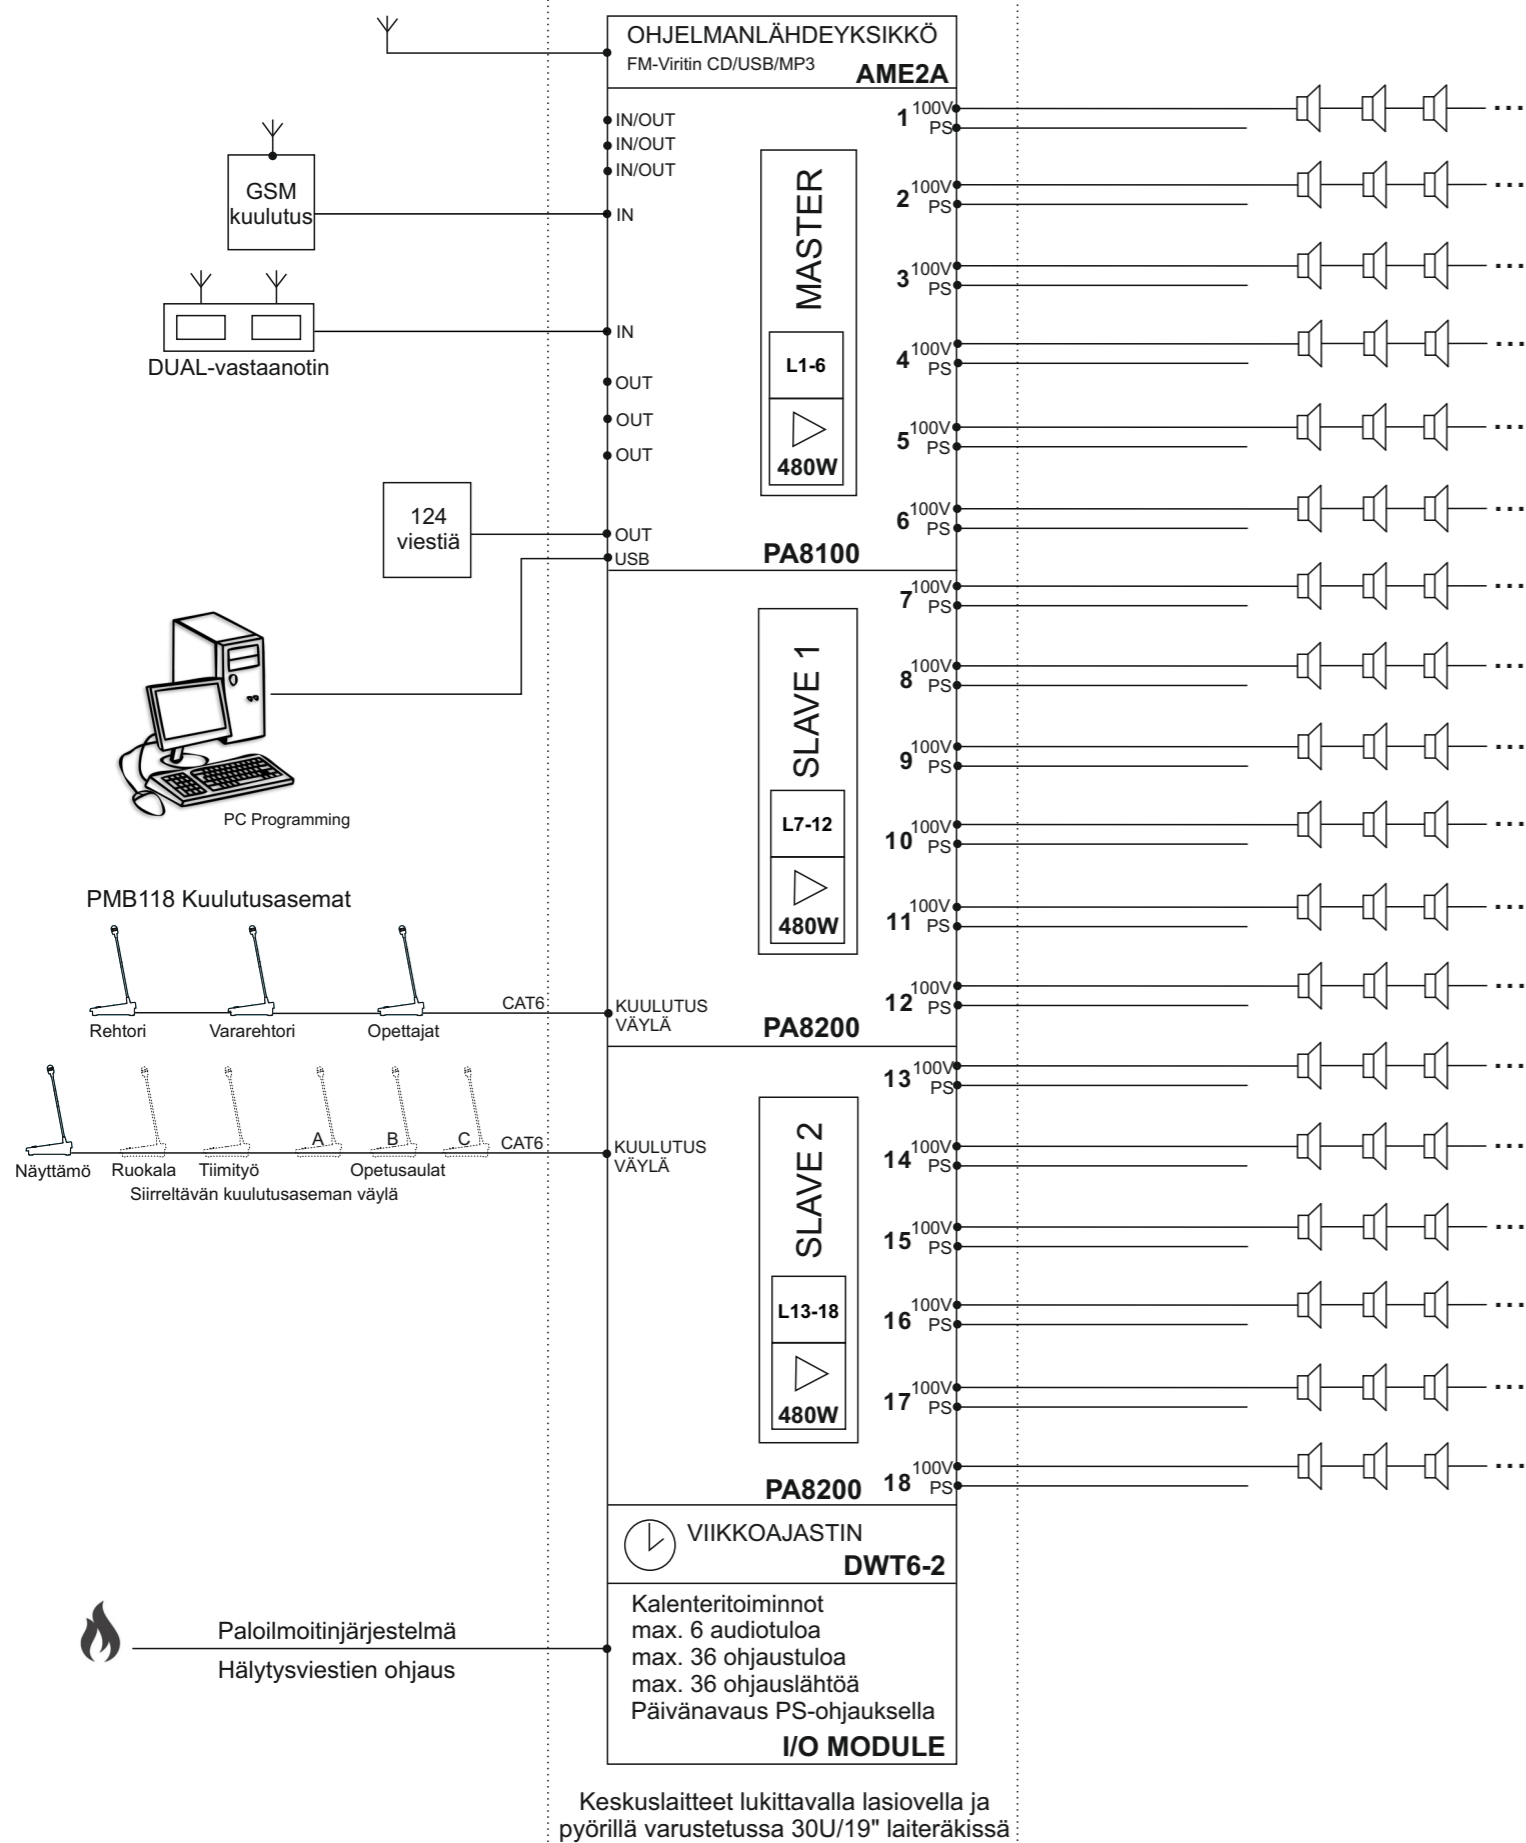 OHJELMANLÄHDEYKSIKKÖ
FM-Viritin CD/USB/MP3
AME2A
IN/OUT
IN/OUT
IN/OUT
GSM
kuulutus
IN
DUAL-vastaanotin
IN
OUT
OUT
OUT
124
viestiä
OUT
USB
MASTER
L1-6
480W
PA8100
1 100V
PS
2 100V
PS
3 100V
PS
4 100V
PS
5 100V
PS
6 100V
PS
PC Programming
SLAVE 1
L7-12
480W
PA8200
7 100V
PS
8 100V
PS
9 100V
PS
10 100V
PS
11 100V
PS
12 100V
PS
PMB118 Kuulutusasemat
CAT6
KUULUTUS
VÄYLÄ
Rehtori Vararehtori Opettajat
A B C
CAT6
KUULUTUS
VÄYLÄ
Näyttämö Ruokala Tiimityö Opetusaulat
Siirreltävän kuulutusaseman väylä
SLAVE 2
L13-18
480W
PA8200
13 100V
PS
14 100V
PS
15 100V
PS
16 100V
PS
17 100V
PS
18 100V
PS
VIIKKOAJASTIN
DWT6-2
Paloilmoitinjärjestelmä
Hälytysviestien ohjaus
Kalenteritoiminnot
max. 6 audiotuloa
max. 36 ohjaustuloa
max. 36 ohjauslähtöä
Päivänavaus PS-ohjauksella
I/O MODULE
Keskuslaitteet lukittavalla lasiovella ja
pyörillä varustetussa 30U/19" laiteräkissä